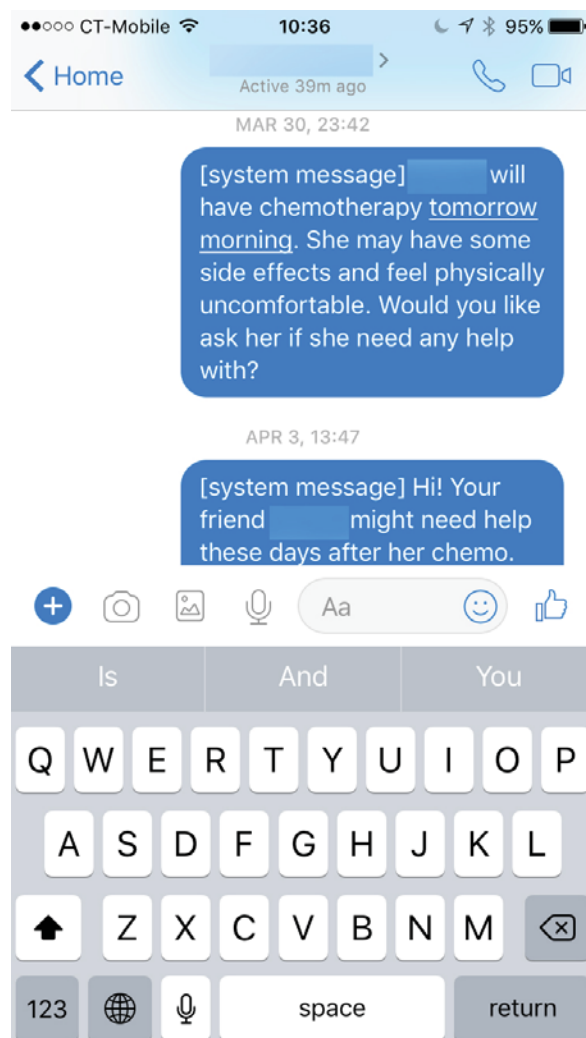 CT-Mobile 10:36 95%
Home
Active 39m ago
MAR 30, 23:42
[system message] will
have chemotherapy tomorrow
morning. She may have some
side effects and feel physically
uncomfortable. Would you like
ask her if she need any help
with?
APR 3, 13:47
[system message] Hi! Your
friend might need help
these days after her chemo.
Aa
Is And You
Q W E R T Y U I O P
A S D F G H J K L
Z X C V B N M
123 space return